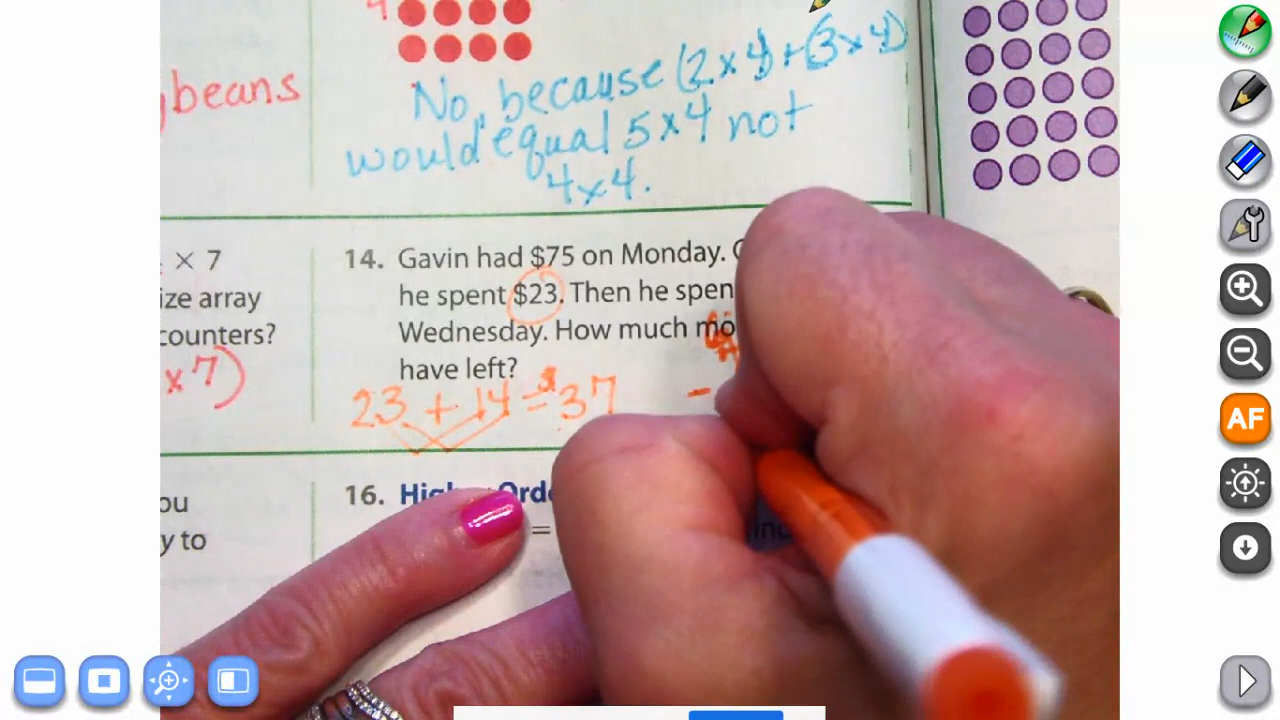 4
beans
No, because (2 x 4) + (3 x 4)
would equal 5 x 4 not
4 x 4.
× 7
ize array
counters?
x 7)
14. Gavin had $75 on Monday.
he spent $23. Then he spen
Wednesday. How much mo
have left?
23 + 14 = $37
-
ou
y to
16.
=
AF